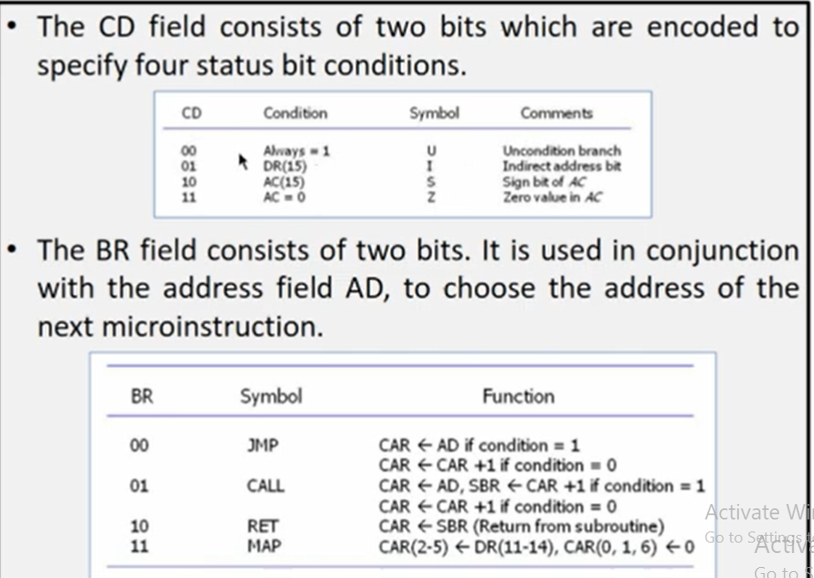 • The CD field consists of two bits which are encoded to
specify four status bit conditions.
CD Condition Symbol Comments
00 Always = 1 U Uncondition branch
01 DR(15) I Indirect address bit
10 AC(15) S Sign bit of AC
11 AC = 0 Z Zero value in AC
• The BR field consists of two bits. It is used in conjunction
with the address field AD, to choose the address of the
next microinstruction.
BR Symbol Function
00 JMP CAR ← AD if condition = 1
CAR ← CAR +1 if condition = 0
01 CALL CAR ← AD, SBR ← CAR +1 if condition = 1
CAR ← CAR +1 if condition = 0
10 RET CAR ← SBR (Return from subroutine)
11 MAP CAR(2-5) ← DR(11-14), CAR(0, 1, 6) ← 0
Activate Wi
Go to Settings
Activ
Go to S